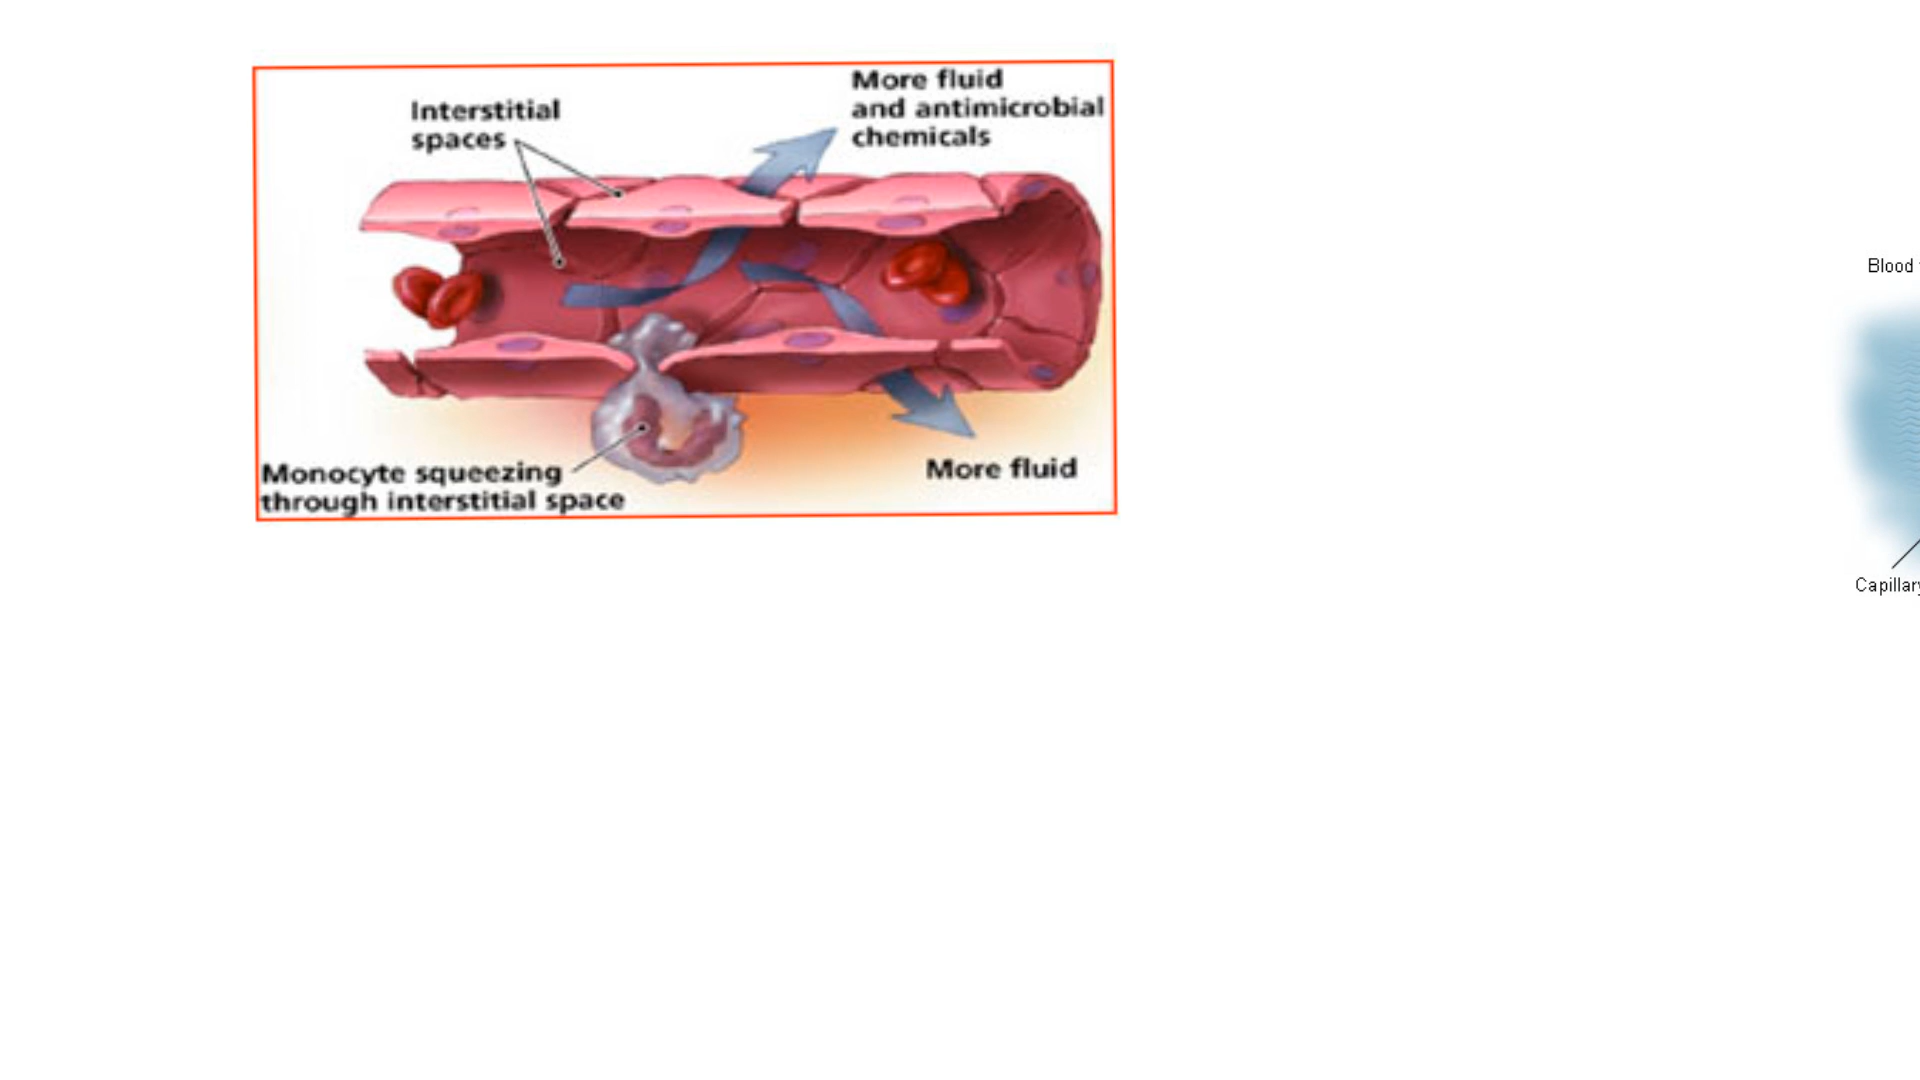 More fluid
and antimicrobial
chemicals
Interstitial
spaces
Monocyte squeezing
through interstitial space
More fluid
Blood
Capillary